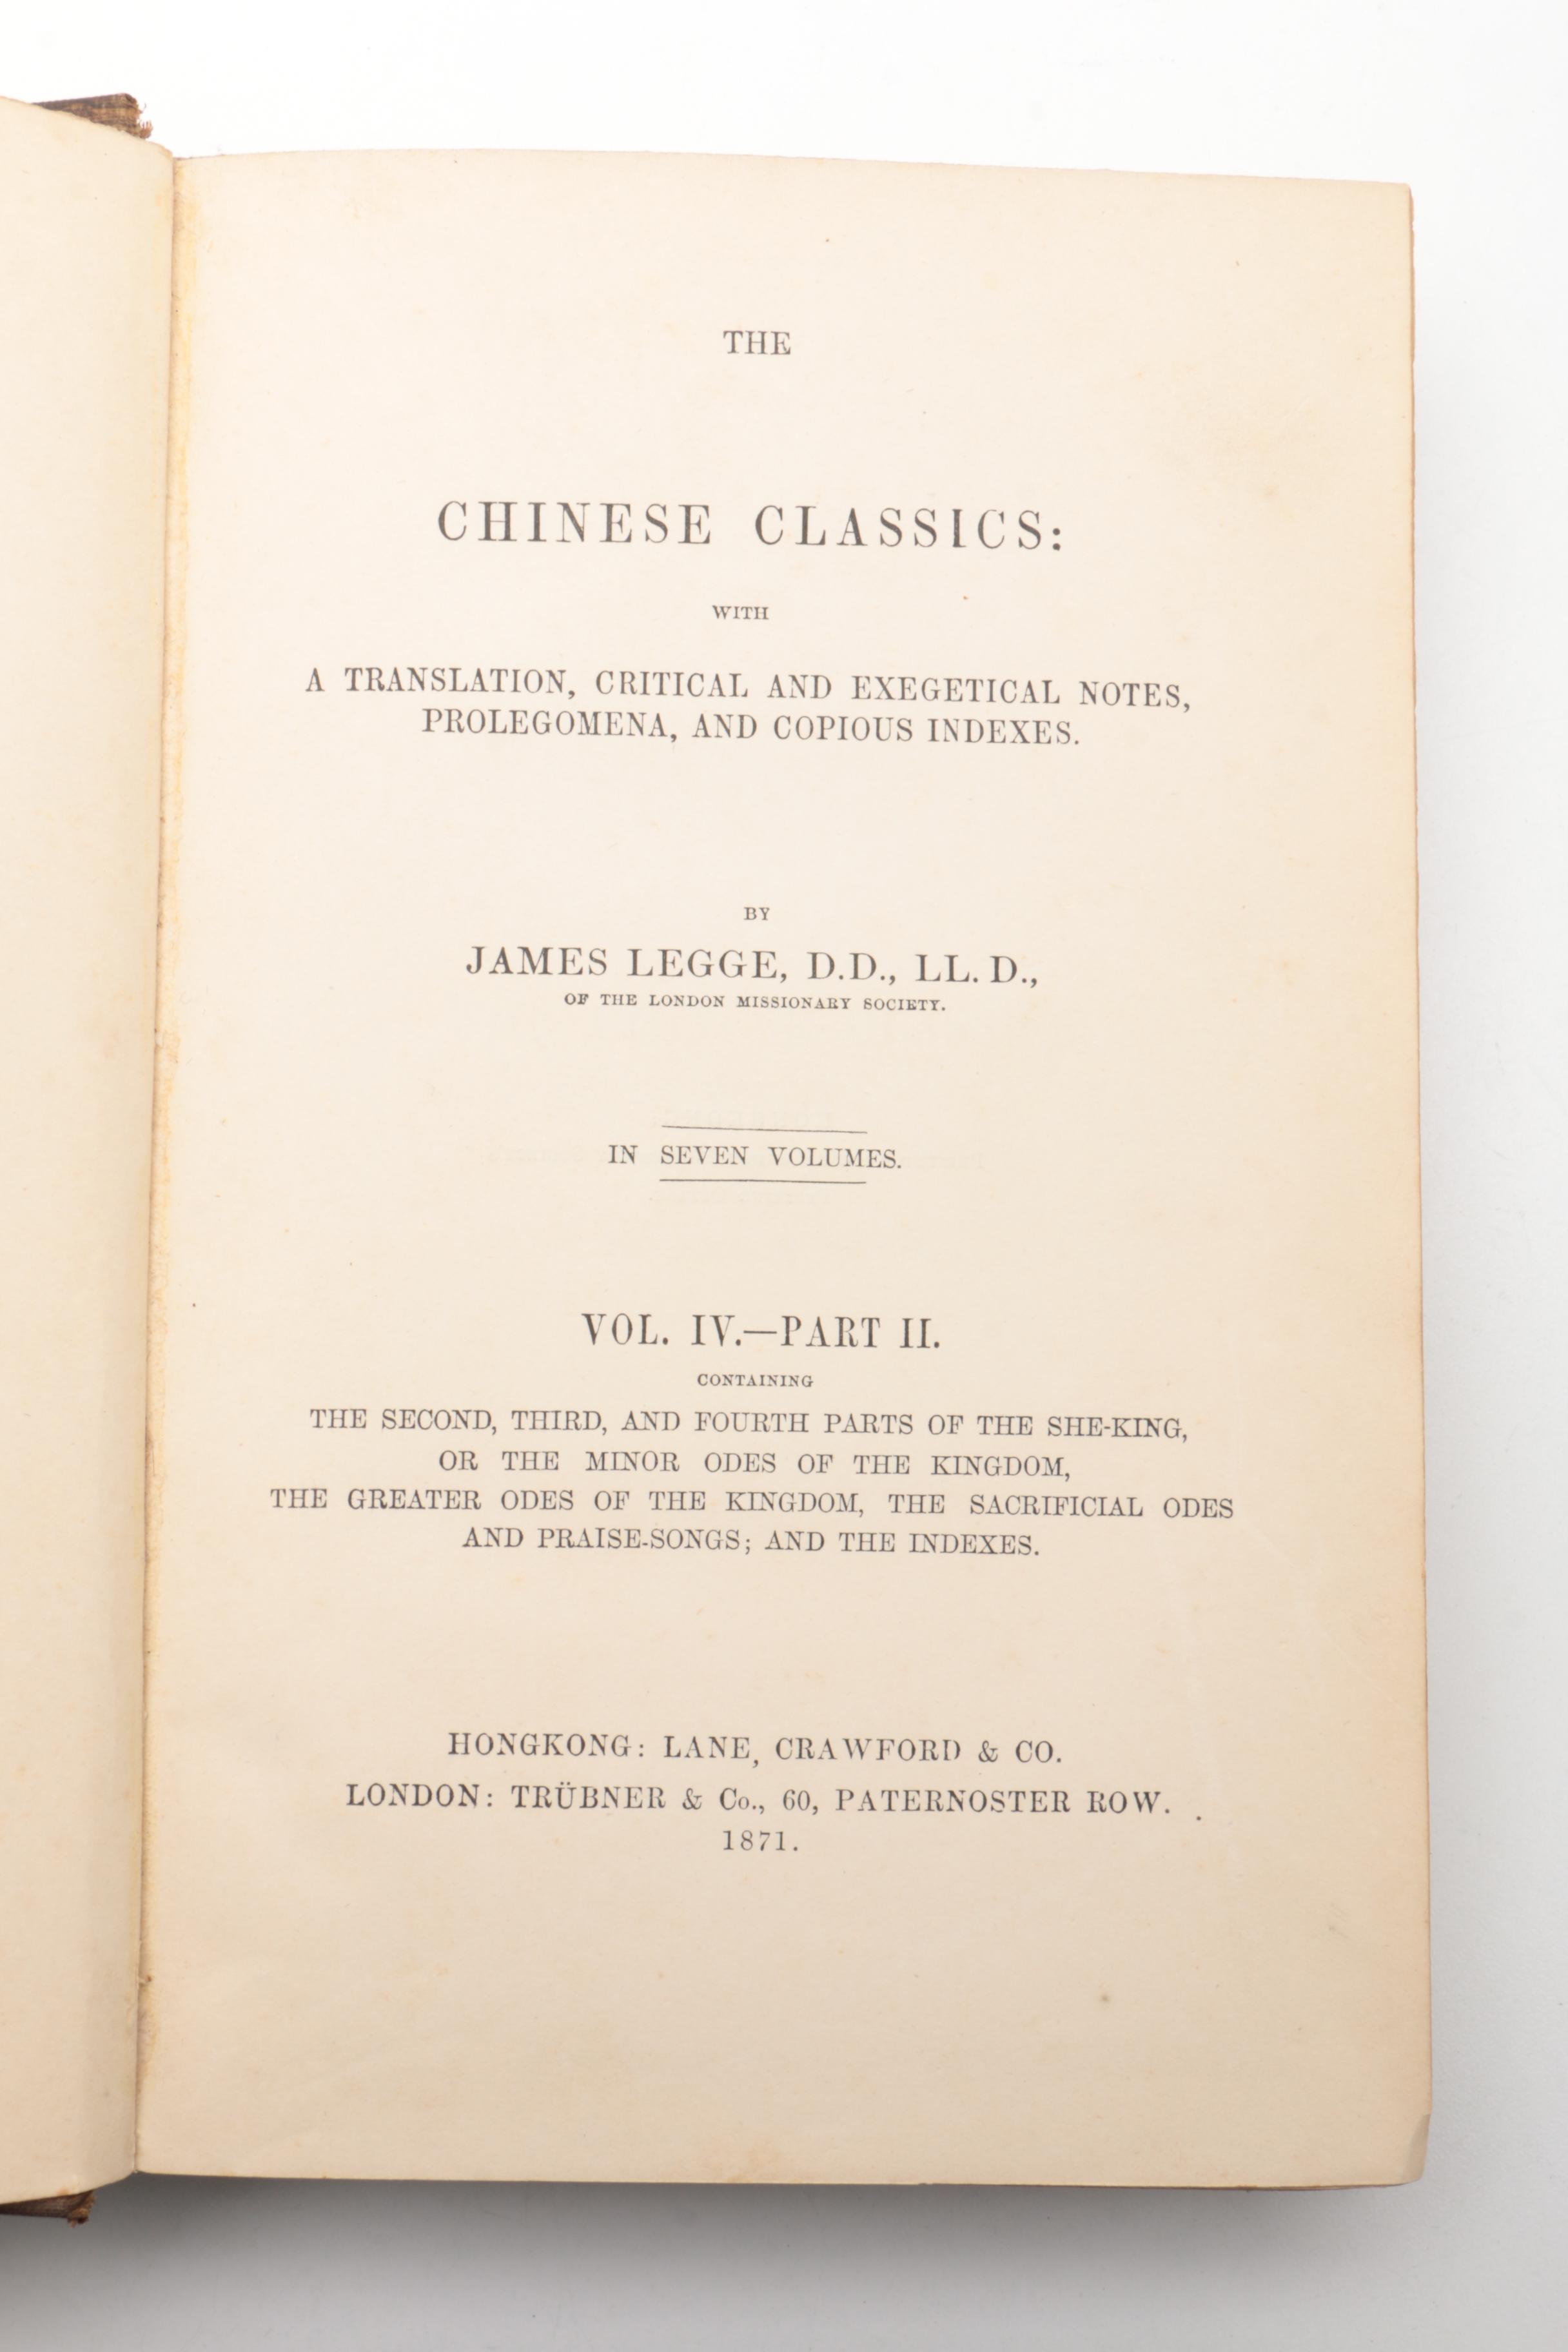 THE
CHINESE CLASSICS:
WITH
A TRANSLATION, CRITICAL AND EXEGETICAL NOTES,
PROLEGOMENA, AND COPIOUS INDEXES.
BY
JAMES LEGGE, D.D., LL.D.,
OF THE LONDON MISSIONARY SOCIETY.
IN SEVEN VOLUMES.
VOL. IV.—PART II.
CONTAINING
THE SECOND, THIRD, AND FOURTH PARTS OF THE SHE-KING,
OR THE MINOR ODES OF THE KINGDOM,
THE GREATER ODES OF THE KINGDOM, THE SACRIFICIAL ODES
AND PRAISE-SONGS; AND THE INDEXES.
HONGKONG: LANE, CRAWFORD & CO.
LONDON: TRÜBNER & Co., 60, PATERNOSTER ROW.
1871.